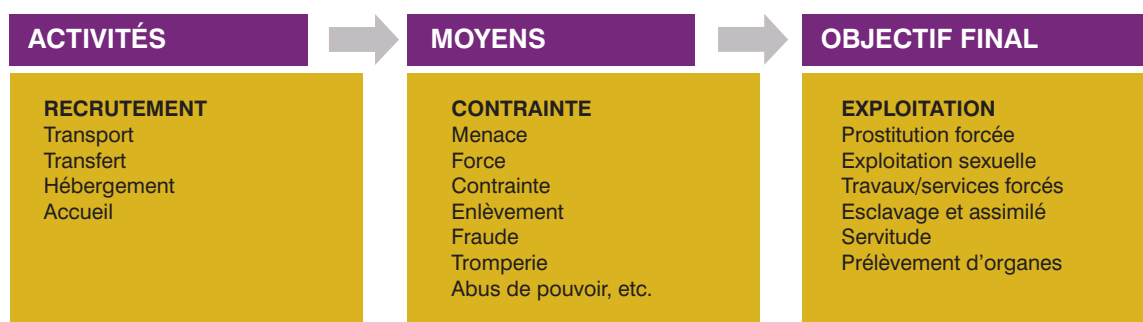 ACTIVITÉS
RECRUTEMENT
Transport
Transfert
Hébergement
Accueil
MOYENS
CONTRAINTE
Menace
Force
Contrainte
Enlèvement
Fraude
Tromperie
Abus de pouvoir, etc.
OBJECTIF FINAL
EXPLOITATION
Prostitution forcée
Exploitation sexuelle
Travaux/services forcés
Esclavage et assimilé
Servitude
Prélèvement d’organes